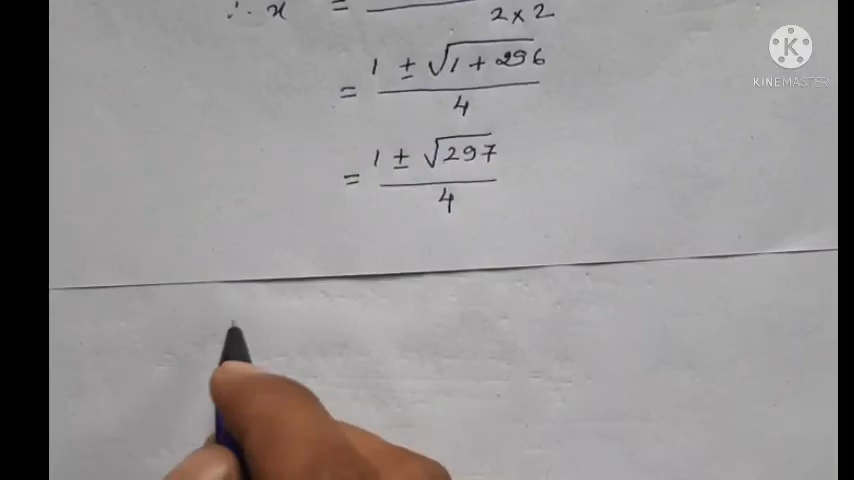 ∴ x = 
2 × 2
= 1 ± √1 + 296
4
= 1 ± √297
4
K
KINEMASTER